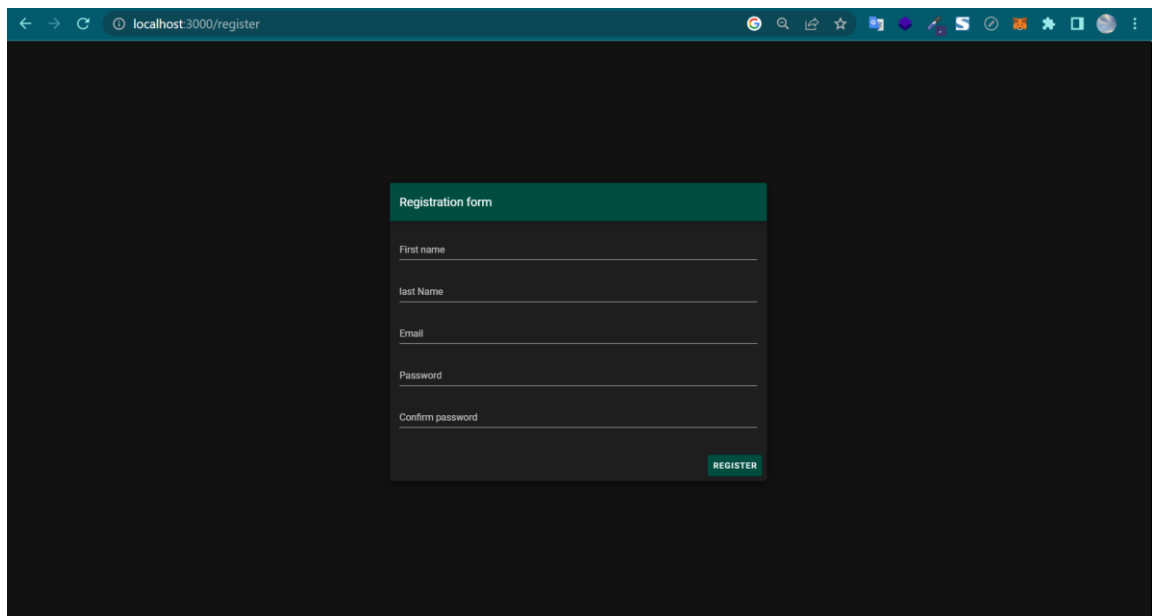 localhost:3000/register
Registration form
First name
last Name
Email
Password
Confirm password
REGISTER